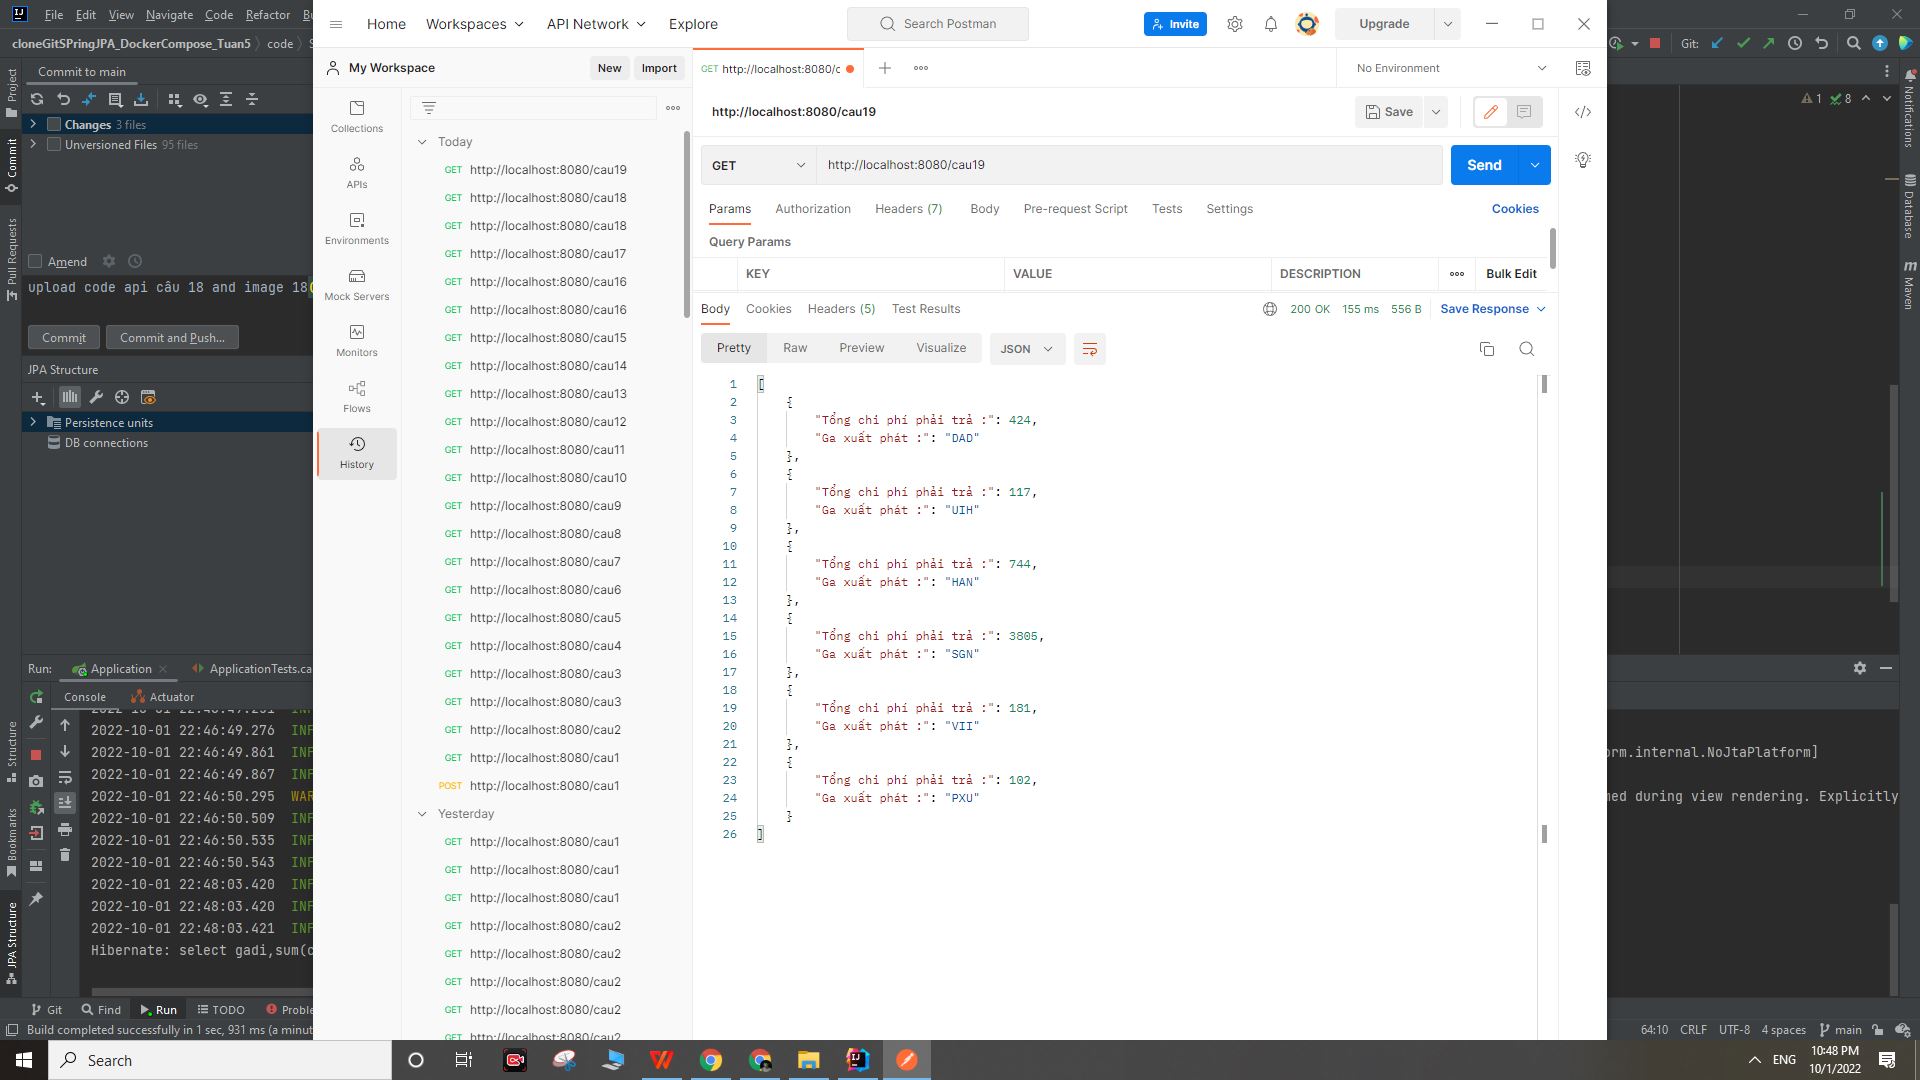 File Edit View Navigate Code Refactor
cloneGitSPringJPA_DockerCompose_Tuan5 code
Commit to main
Changes 3 files
Unversioned Files 95 files
Amend
upload code api câu 18 and image 18
Commit Commit and Push...
JPA Structure
Persistence units
DB connections
Project
Commit
Pull Requests
Structure
Bookmarks
JPA Structure
Run: Application ApplicationTests.ca
Console Actuator
2022-10-01 22:46:49.276 INF
2022-10-01 22:46:49.861 INF
2022-10-01 22:46:49.867 INF
2022-10-01 22:46:50.295 WAR
2022-10-01 22:46:50.509 INF
2022-10-01 22:46:50.535 INF
2022-10-01 22:46:50.543 INF
2022-10-01 22:48:03.420 INF
2022-10-01 22:48:03.420 INF
2022-10-01 22:48:03.421 INF
Hibernate: select gadi,sum(c
Git Find Run TODO Proble
Build completed successfully in 1 sec, 931 ms (a minut
Home Workspaces API Network Explore Search Postman Invite Upgrade
My Workspace New Import
Collections
APIs
Environments
Mock Servers
Monitors
Flows
History
Today
GET http://localhost:8080/cau19
GET http://localhost:8080/cau18
GET http://localhost:8080/cau18
GET http://localhost:8080/cau17
GET http://localhost:8080/cau16
GET http://localhost:8080/cau16
GET http://localhost:8080/cau15
GET http://localhost:8080/cau14
GET http://localhost:8080/cau13
GET http://localhost:8080/cau12
GET http://localhost:8080/cau11
GET http://localhost:8080/cau10
GET http://localhost:8080/cau9
GET http://localhost:8080/cau8
GET http://localhost:8080/cau7
GET http://localhost:8080/cau6
GET http://localhost:8080/cau5
GET http://localhost:8080/cau4
GET http://localhost:8080/cau3
GET http://localhost:8080/cau3
GET http://localhost:8080/cau2
GET http://localhost:8080/cau1
POST http://localhost:8080/cau1
Yesterday
GET http://localhost:8080/cau1
GET http://localhost:8080/cau1
GET http://localhost:8080/cau1
GET http://localhost:8080/cau2
GET http://localhost:8080/cau2
GET http://localhost:8080/cau2
GET http://localhost:8080/cau2
GET http://localhost:8080/cau2
GET http://localhost:8080/c No Environment
http://localhost:8080/cau19 Save
GET http://localhost:8080/cau19 Send
Params Authorization Headers (7) Body Pre-request Script Tests Settings Cookies
Query Params
KEY VALUE DESCRIPTION Bulk Edit
Body Cookies Headers (5) Test Results 200 OK 155 ms 556 B Save Response
Pretty Raw Preview Visualize JSON
1 [
2 {
3 "Tổng chi phí phải trả :": 424,
4 "Ga xuất phát :": "DAD"
5 },
6 {
7 "Tổng chi phí phải trả :": 117,
8 "Ga xuất phát :": "UIH"
9 },
10 {
11 "Tổng chi phí phải trả :": 744,
12 "Ga xuất phát :": "HAN"
13 },
14 {
15 "Tổng chi phí phải trả :": 3805,
16 "Ga xuất phát :": "SGN"
17 },
18 {
19 "Tổng chi phí phải trả :": 181,
20 "Ga xuất phát :": "VII"
21 },
22 {
23 "Tổng chi phí phải trả :": 102,
24 "Ga xuất phát :": "PXU"
25 }
26 ]
Git:
1 8
Notifications
Database
Maven
orm.internal.NoJtaPlatform]
med during view rendering. Explicitly
64:10 CRLF UTF-8 4 spaces main
Search
ENG 10:48 PM
10/1/2022